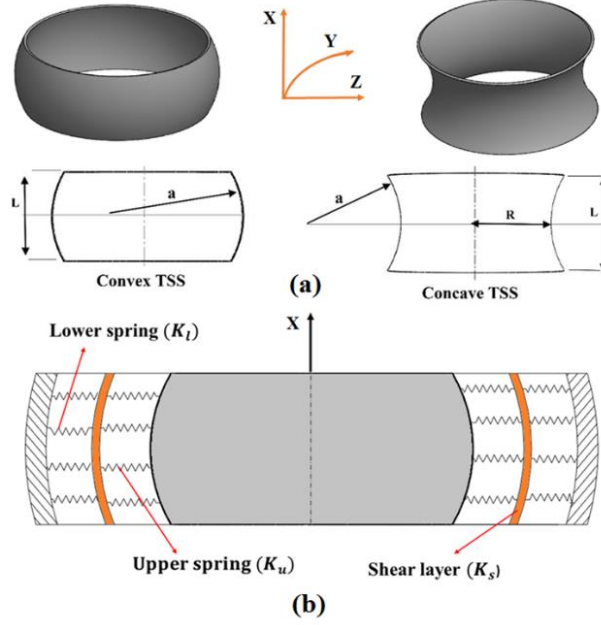 X
Y
Z
L
a
Convex TSS
a
R
L
Concave TSS
(a)
X
Lower spring (K_l)
Upper spring (K_u)
Shear layer (K_s)
(b)